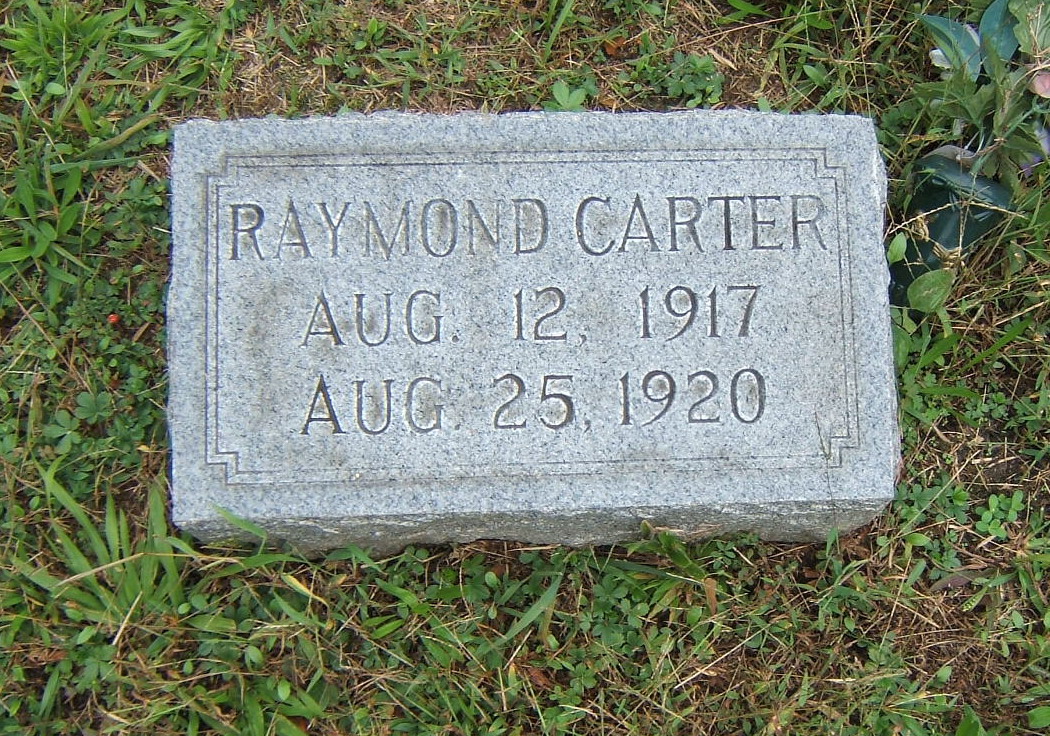 RAYMOND CARTER
AUG. 12, 1917
AUG. 25, 1920